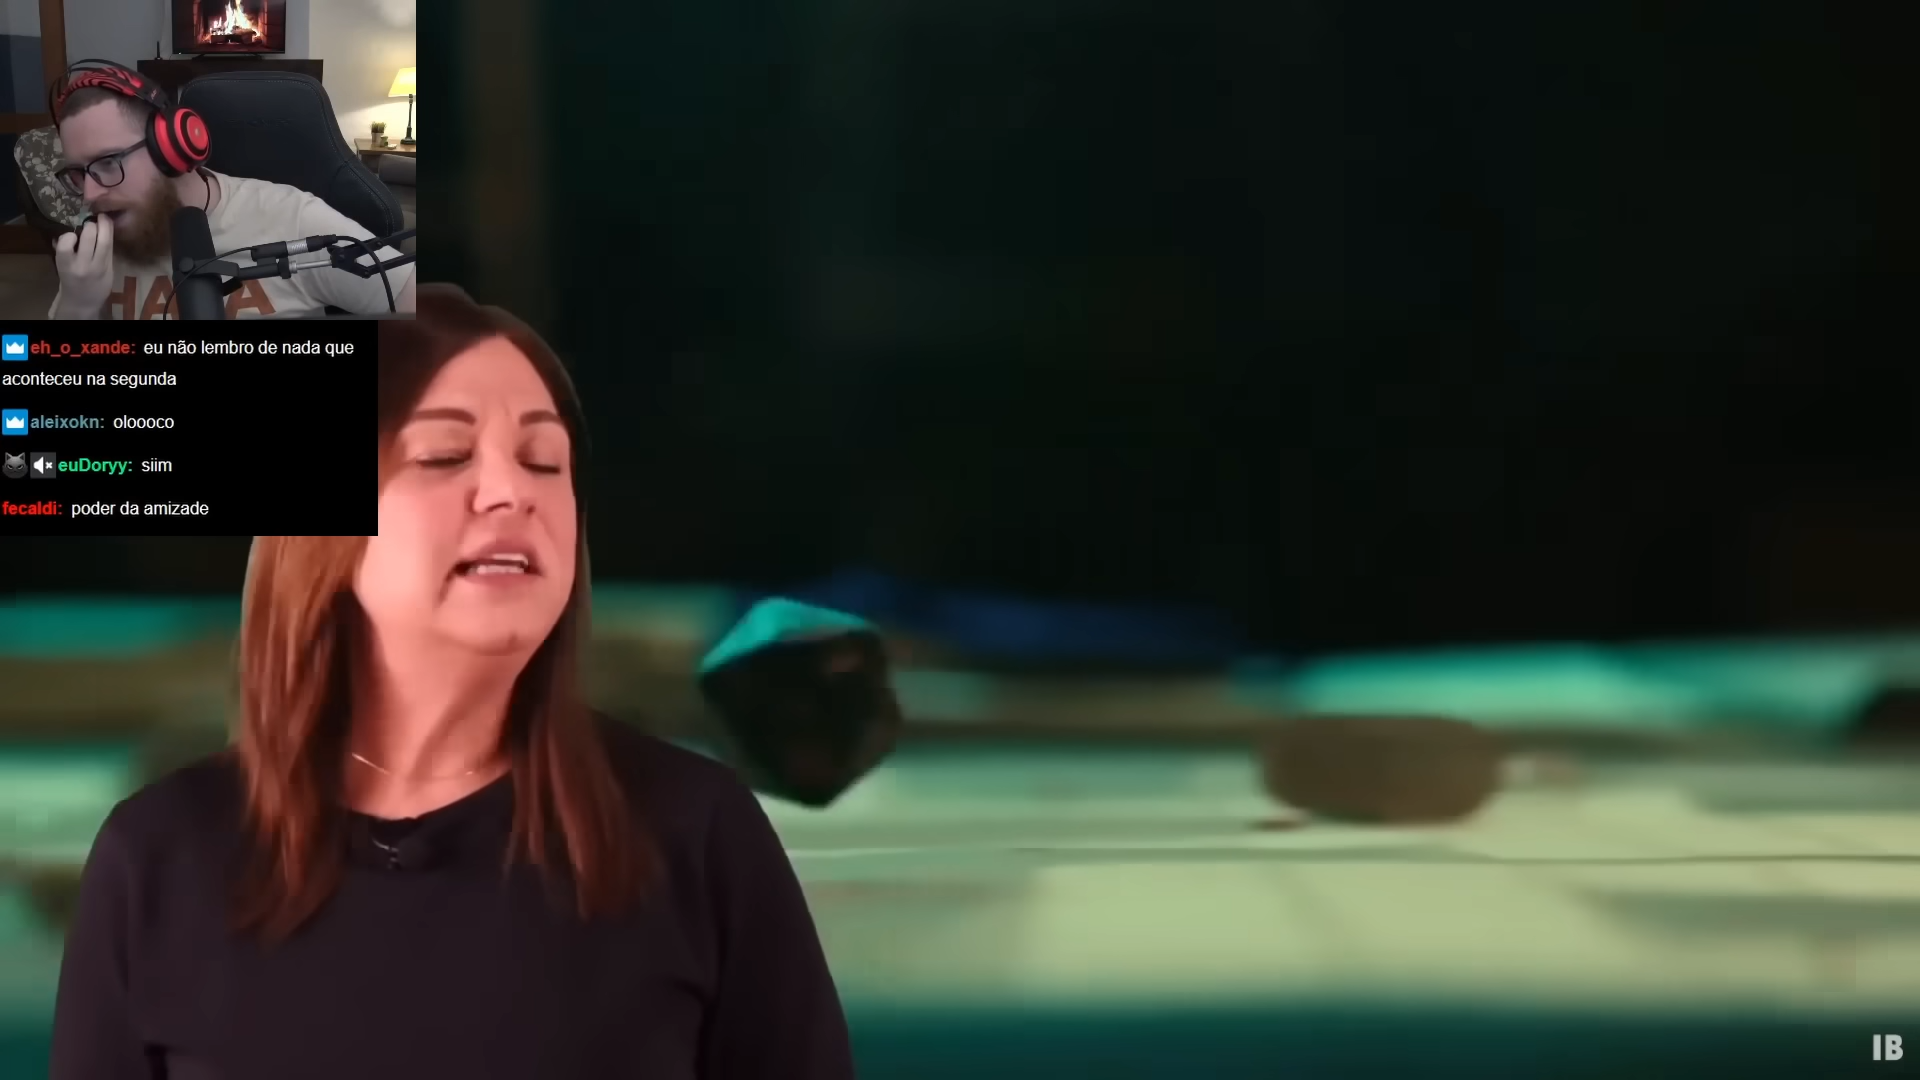 eh_o_xande: eu não lembro de nada que
aconteceu na segunda
aleixokn: oloooco
euDoryy: siim
fecaldi: poder da amizade
IB